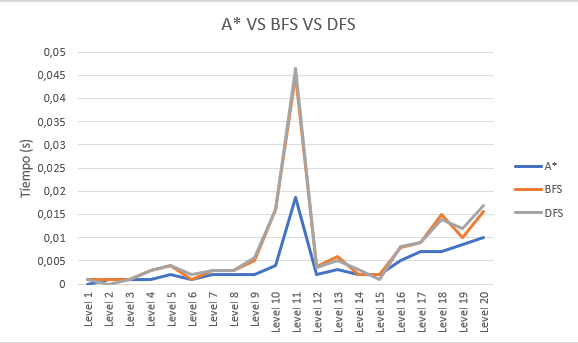 A* VS BFS VS DFS
0,05
0,045
0,04
0,035
0,03
0,025
0,02
0,015
0,01
0,005
0
Tiempo (s)
Level 1
Level 2
Level 3
Level 4
Level 5
Level 6
Level 7
Level 8
Level 9
Level 10
Level 11
Level 12
Level 13
Level 14
Level 15
Level 16
Level 17
Level 18
Level 19
Level 20
A*
BFS
DFS